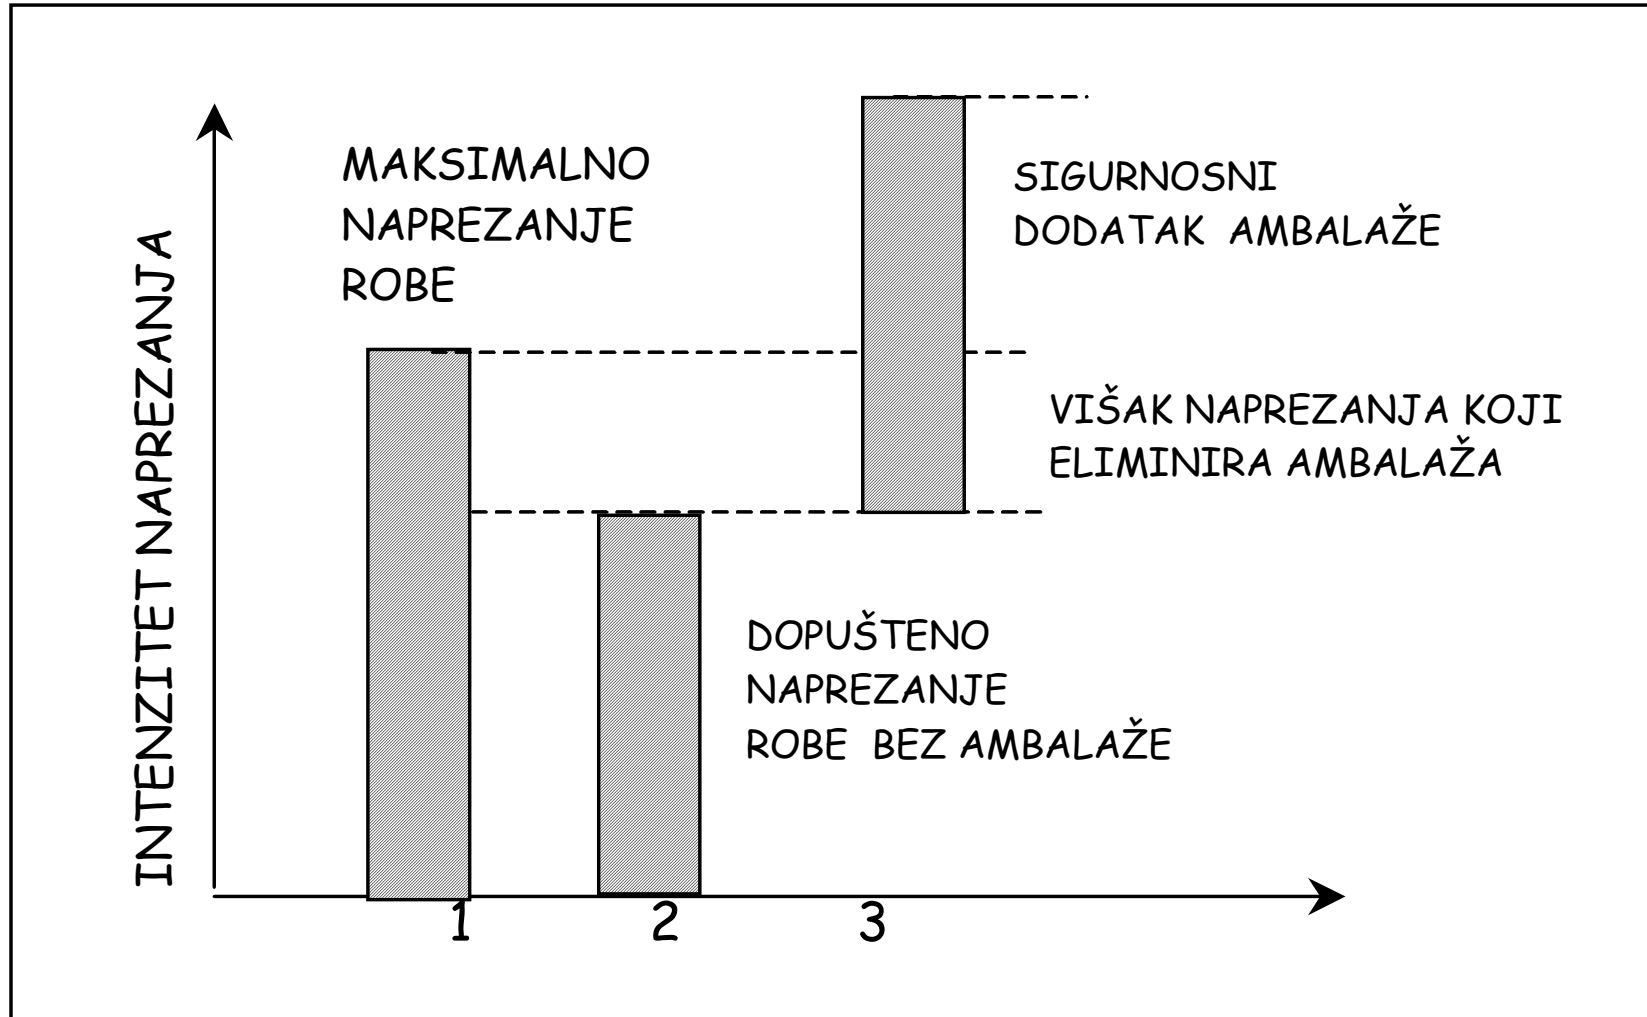 INTENZITET NAPREZANJA
MAKSIMALNO
NAPREZANJE
ROBE
SIGURNOSNI
DODATAK AMBALAŽE
VIŠAK NAPREZANJA KOJI
ELIMINIRA AMBALAŽA
DOPUŠTENO
NAPREZANJE
ROBE BEZ AMBALAŽE
1 2 3